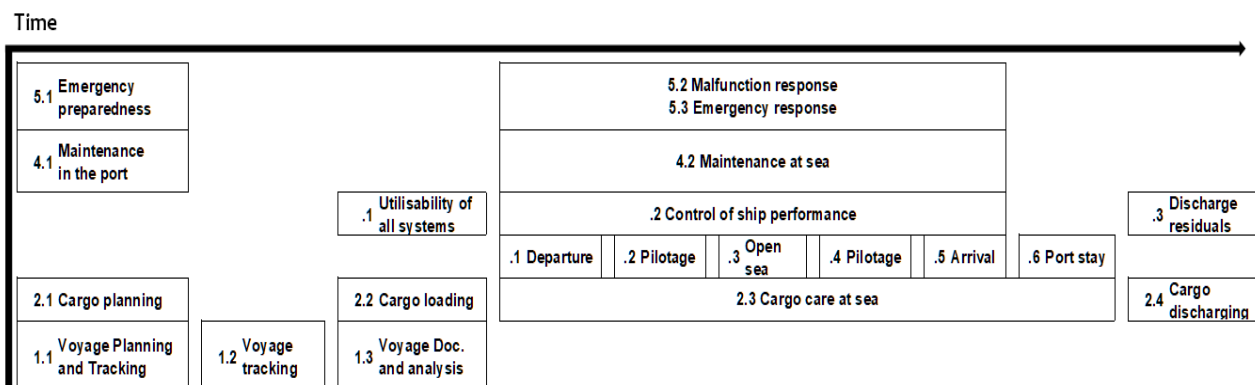 Time
5.1 Emergency
preparedness
5.2 Malfunction response
5.3 Emergency response
4.1 Maintenance
in the port
4.2 Maintenance at sea
.1 Utilisability of
all systems
.2 Control of ship performance
.3 Discharge
residuals
.1 Departure
.2 Pilotage
.3 Open
sea
.4 Pilotage
.5 Arrival
.6 Port stay
2.1 Cargo planning
2.2 Cargo loading
2.3 Cargo care at sea
2.4 Cargo
discharging
1.1 Voyage Planning
and Tracking
1.2 Voyage
tracking
1.3 Voyage Doc.
and analysis